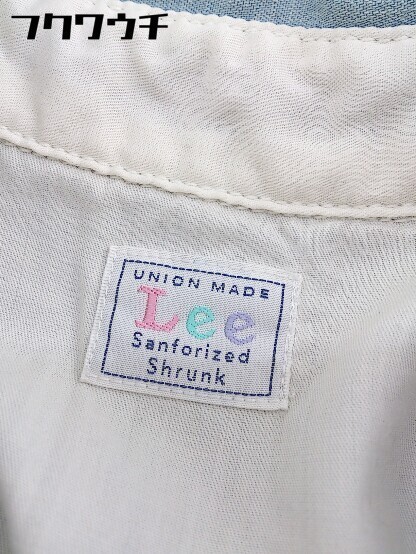 フクワウチ
UNION MADE
Lee
Sanforized
Shrunk